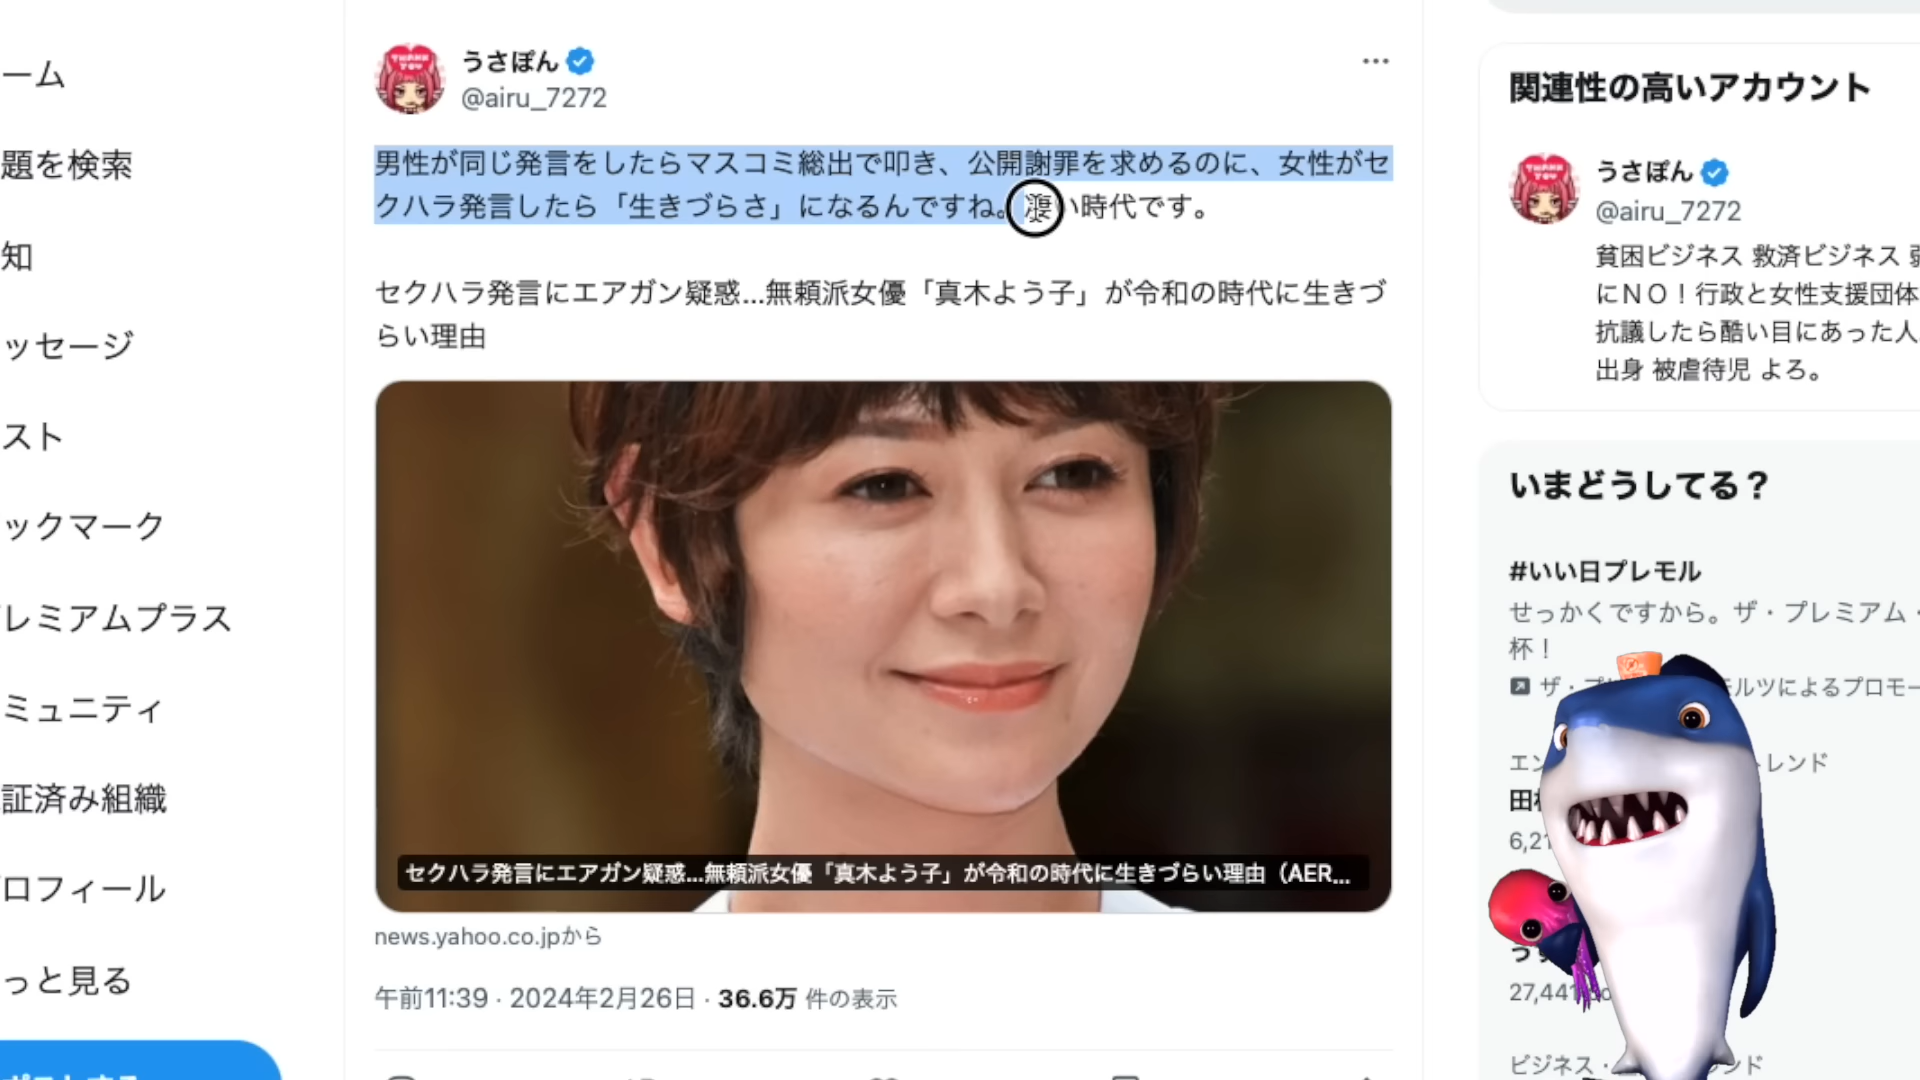 ーム
題を検索
知
ッセージ
スト
ックマーク
レミアムプラス
ミュニティ
証済み組織
ロフィール
っと見る
うさぽん
@airu_7272
男性が同じ発言をしたらマスコミ総出で叩き、公開謝罪を求めるのに、女性がセ
クハラ発言したら「生きづらさ」になるんですね。凄い時代です。
セクハラ発言にエアガン疑惑...無頼派女優「真木よう子」が令和の時代に生きづ
らい理由
セクハラ発言にエアガン疑惑...無頼派女優「真木よう子」が令和の時代に生きづらい理由（AER...
news.yahoo.co.jpから
午前11:39 · 2024年2月26日 · 36.6万 件の表示
関連性の高いアカウント
うさぽん
@airu_7272
貧困ビジネス 救済ビジネス
にNO！行政と女性支援団体
抗議したら酷い目にあった人
出身 被虐待児 よろ。
いまどうしてる？
#いい日プレモル
せっかくですから。ザ・プレミアム・
杯！
ザ・プ モルツによるプロモー
トレンド
27,441
ビジネス・ ンド